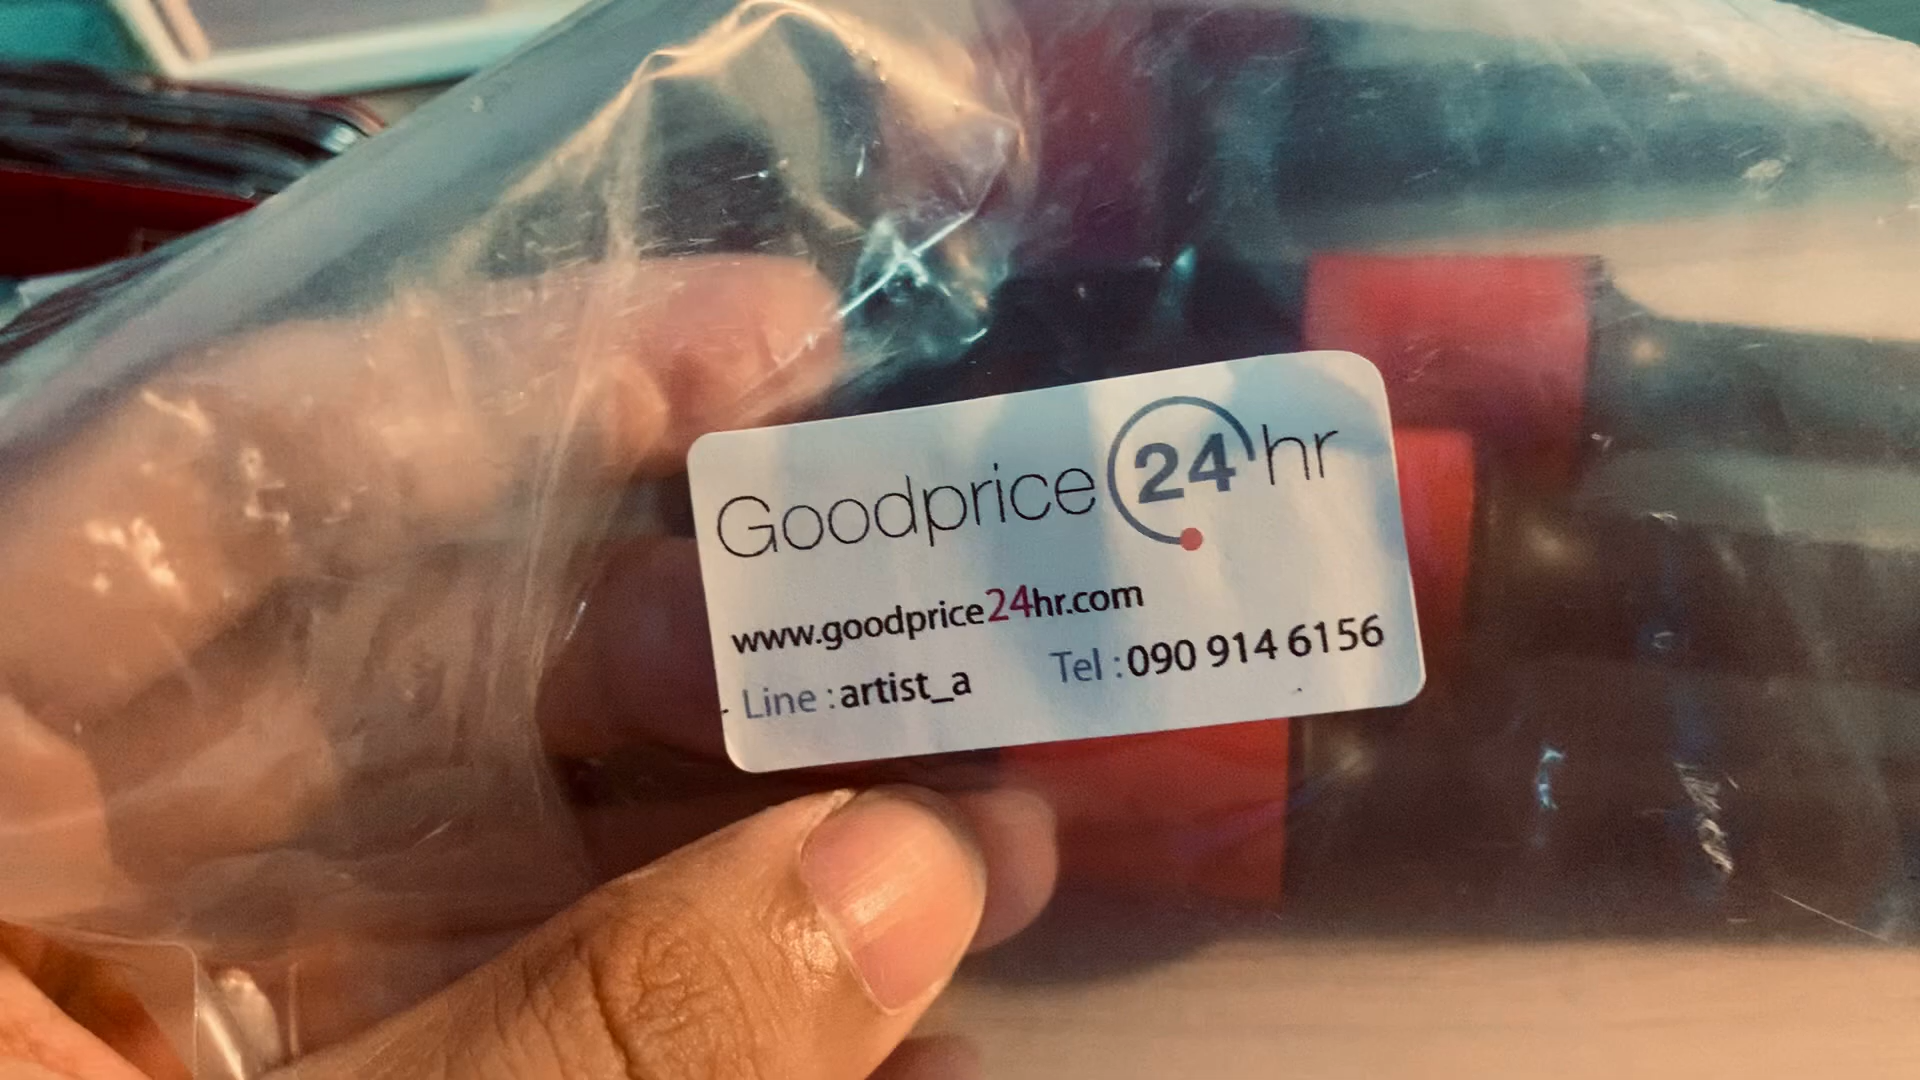 Goodprice 24 hr
www.goodprice24hr.com
Line : artist_a Tel : 090 914 6156